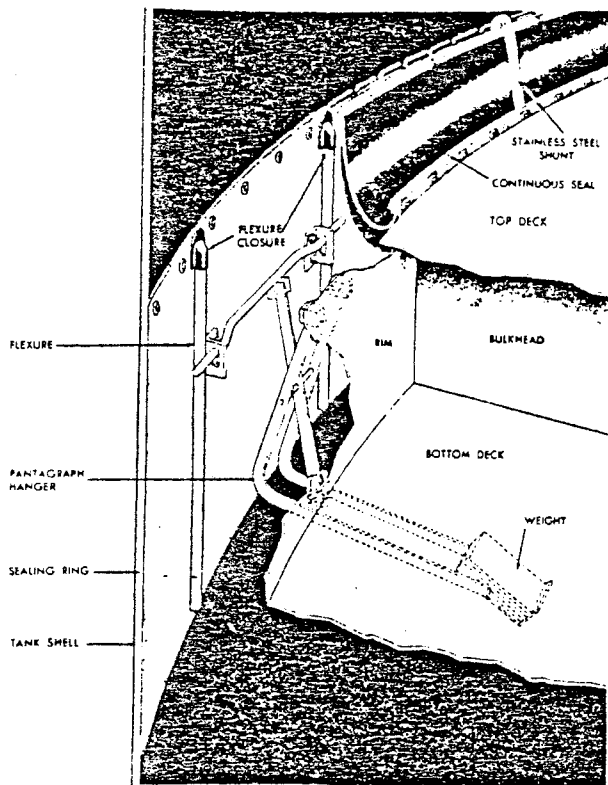 STAINLESS STEEL
SHUNT
CONTINUOUS SEAL
TOP DECK
FLEXURE
CLOSURE
FLEXURE
RIM
BULKHEAD
BOTTOM DECK
PANTAGRAPH
HANGER
WEIGHT
SEALING RING
TANK SHELL